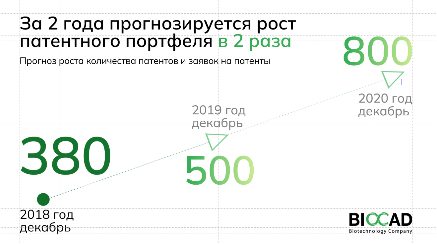 За 2 года прогнозируется рост
патентного портфеля в 2 раза
Прогноз роста количества патентов и заявок на патенты
800
2020 год
декабрь
2019 год
декабрь
500
380
2018 год
декабрь
BIOCAD
Biotechnology Company